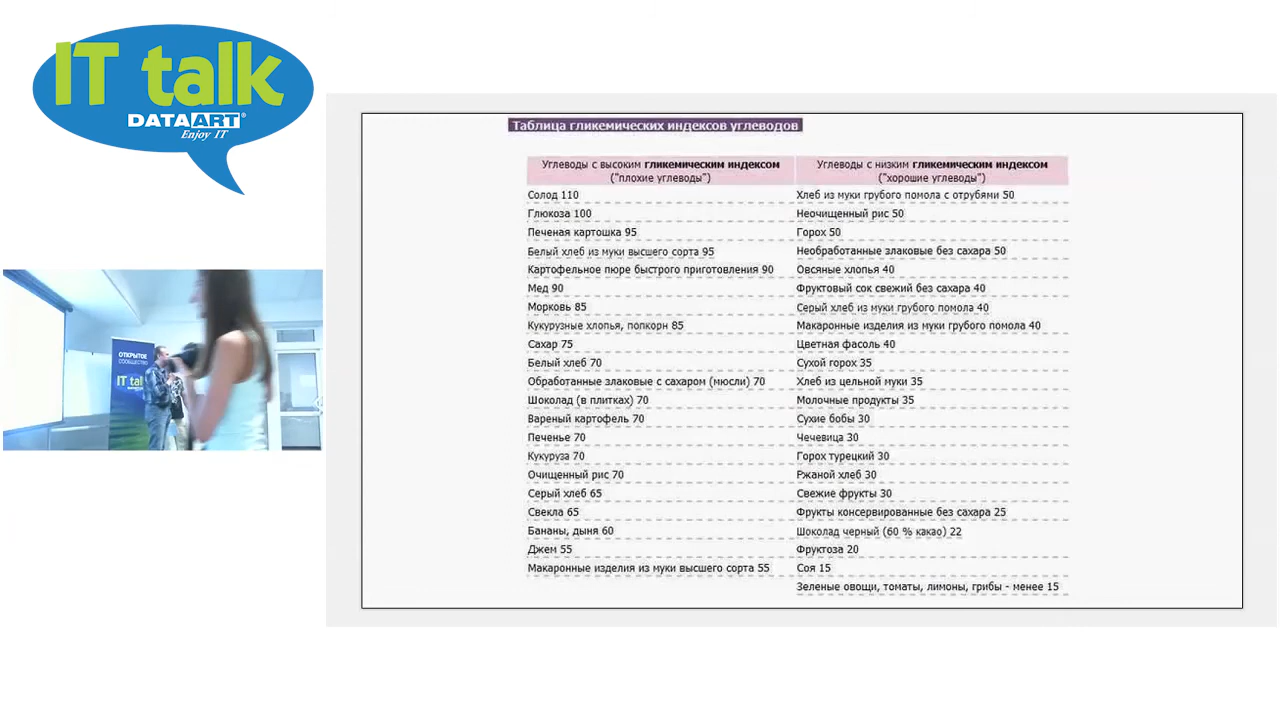 IT talk
DATAART®
Enjoy IT
Таблица гликемических индексов углеводов
Углеводы с высоким гликемическим индексом
("плохие углеводы")
Углеводы с низким гликемическим индексом
("хорошие углеводы")
Солод 110
Хлеб из муки грубого помола с отрубями 50
Глюкоза 100
Неочищенный рис 50
Печеная картошка 95
Горох 50
Белый хлеб из муки высшего сорта 95
Необработанные злаковые без сахара 50
Картофельное пюре быстрого приготовления 90
Овсяные хлопья 40
Мед 90
Фруктовый сок свежий без сахара 40
Морковь 85
Серый хлеб из муки грубого помола 40
Кукурузные хлопья, попкорн 85
Макаронные изделия из муки грубого помола 40
Сахар 75
Цветная фасоль 40
Белый хлеб 70
Сухой горох 35
Обработанные злаковые с сахаром (мюсли) 70
Хлеб из цельной муки 35
Шоколад (в плитках) 70
Молочные продукты 35
Вареный картофель 70
Сухие бобы 30
Печенье 70
Чечевица 30
Кукуруза 70
Горох турецкий 30
Очищенный рис 70
Ржаной хлеб 30
Серый хлеб 65
Свежие фрукты 30
Свекла 65
Фрукты консервированные без сахара 25
Бананы, дыня 60
Шоколад черный (60 % какао) 22
Джем 55
Фруктоза 20
Макаронные изделия из муки высшего сорта 55
Соя 15
Зеленые овощи, томаты, лимоны, грибы - менее 15
ОТКРЫТОЕ
СООБЩЕСТВО
IT tal